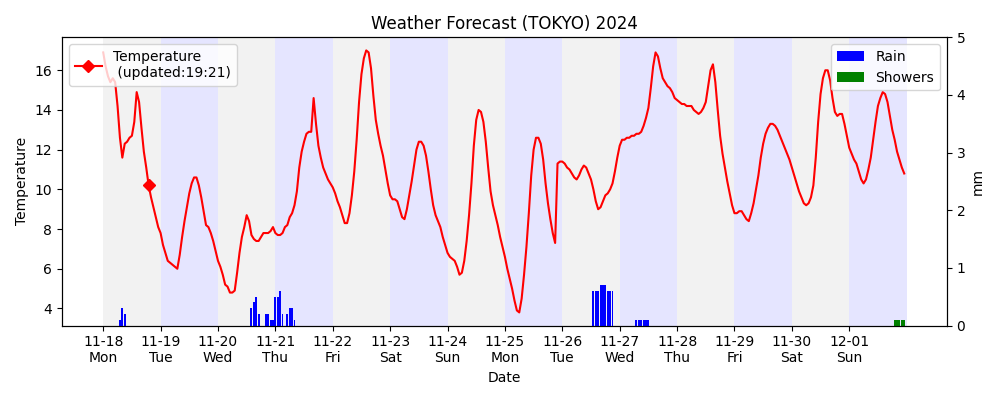 Weather Forecast (TOKYO) 2024
Temperature
(updated:19:21)
Rain
Showers
16
14
12
10
8
6
4
Temperature
5
4
3
2
1
0
mm
11-18 11-19 11-20 11-21 11-22 11-23 11-24 11-25 11-26 11-27 11-28 11-29 11-30 12-01
Mon Tue Wed Thu Fri Sat Sun Mon Tue Wed Thu Fri Sat Sun
Date